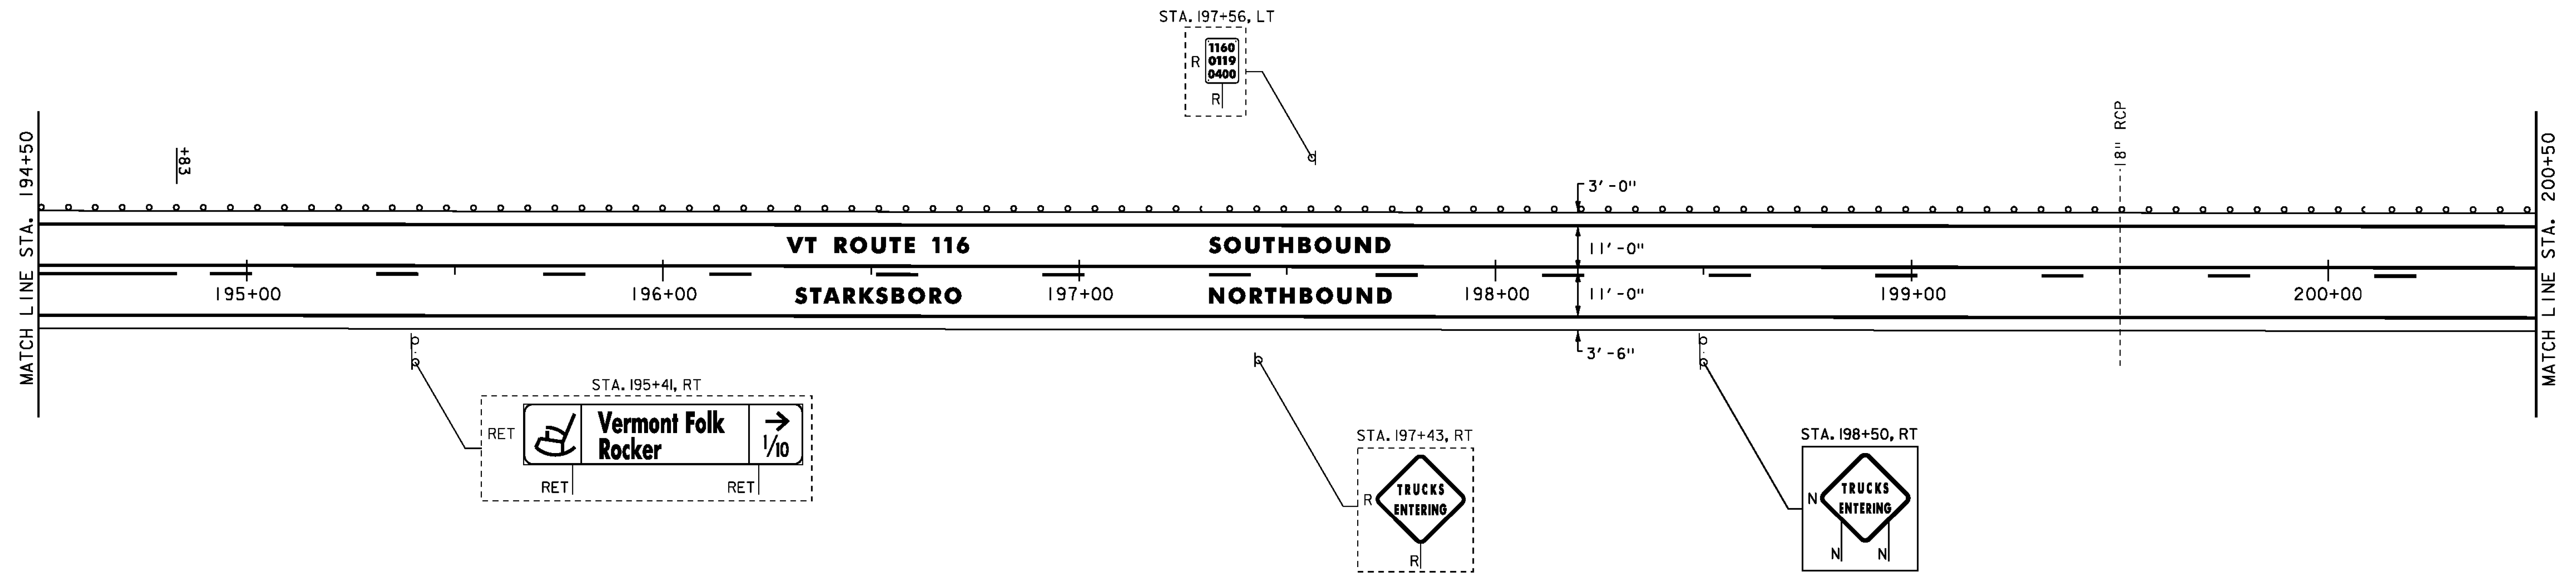 STA. 197+56, LT
1160
R 0119
0400
R
MATCH LINE STA. 194+50
+83
18" RCP
MATCH LINE STA. 200+50
3'-0"
VT ROUTE 116 SOUTHBOUND
11'-0"
195+00 196+00 197+00 198+00 199+00 200+00
STARKSBORO NORTHBOUND
11'-0"
3'-6"
STA. 195+41, RT
RET
Vermont Folk
Rocker
→
1/10
RET RET
STA. 197+43, RT
R
TRUCKS
ENTERING
R
STA. 198+50, RT
N
TRUCKS
ENTERING
N N